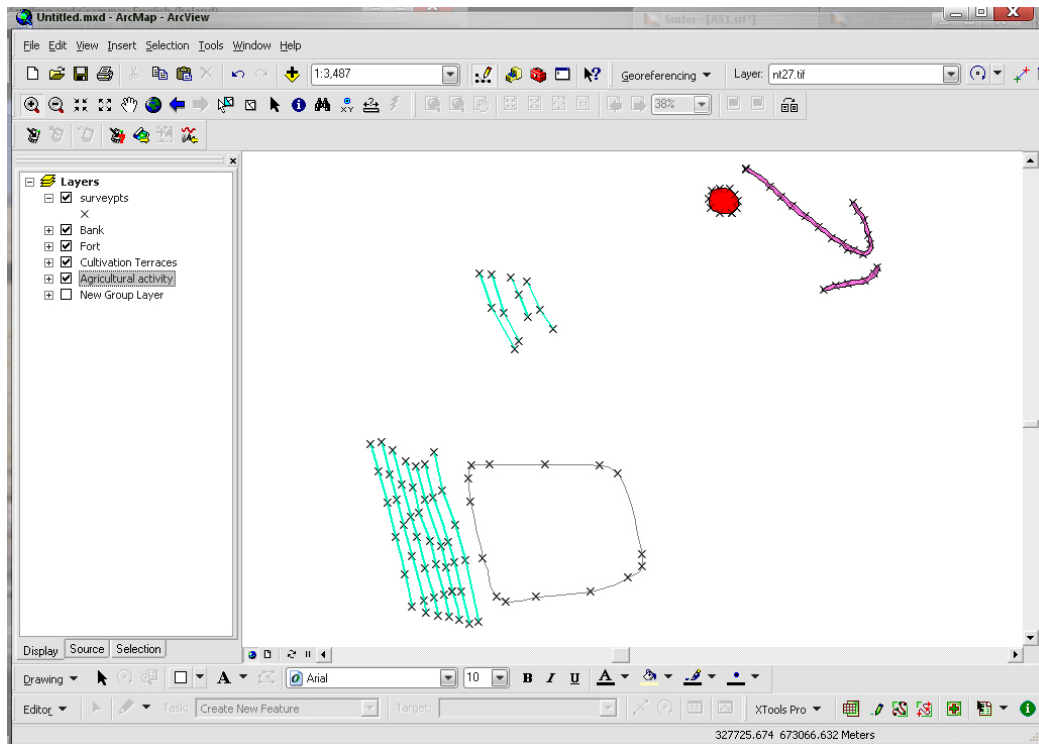 Untitled.mxd - ArcMap - ArcView
Surfer - [AS1.srf*]
File Edit View Insert Selection Tools Window Help
1:3,487 Georeferencing Layer: nt27.tif
XY 38%
Layers
surveypts
Bank
Fort
Cultivation Terraces
Agricultural activity
New Group Layer
Display Source Selection
Drawing A Arial 10 B I U A
Editor Task: Create New Feature Target: XTools Pro
327725.674 673066.632 Meters